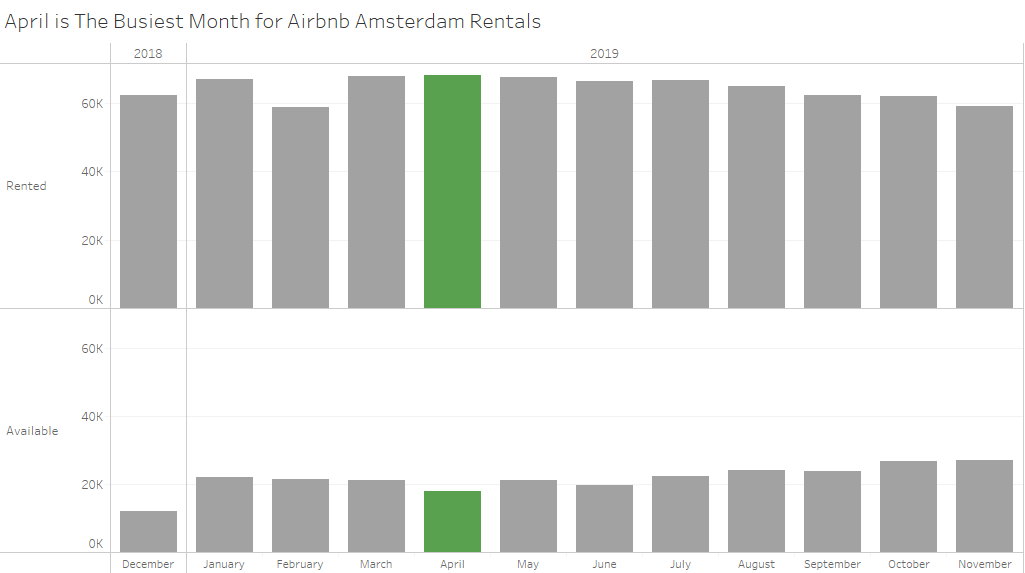 April is The Busiest Month for Airbnb Amsterdam Rentals
2018 2019
60K
40K
Rented
20K
0K
60K
40K
Available
20K
0K
December January February March April May June July August September October November